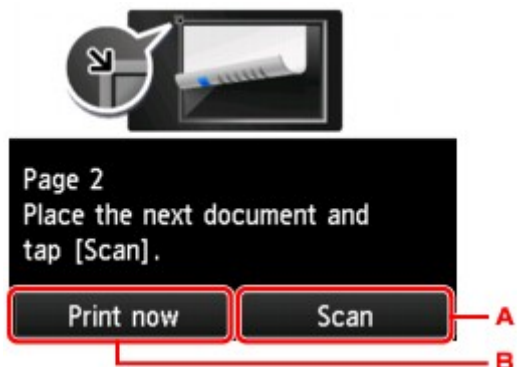 Page 2
Place the next document and
tap [Scan].
Print now
Scan
A
B